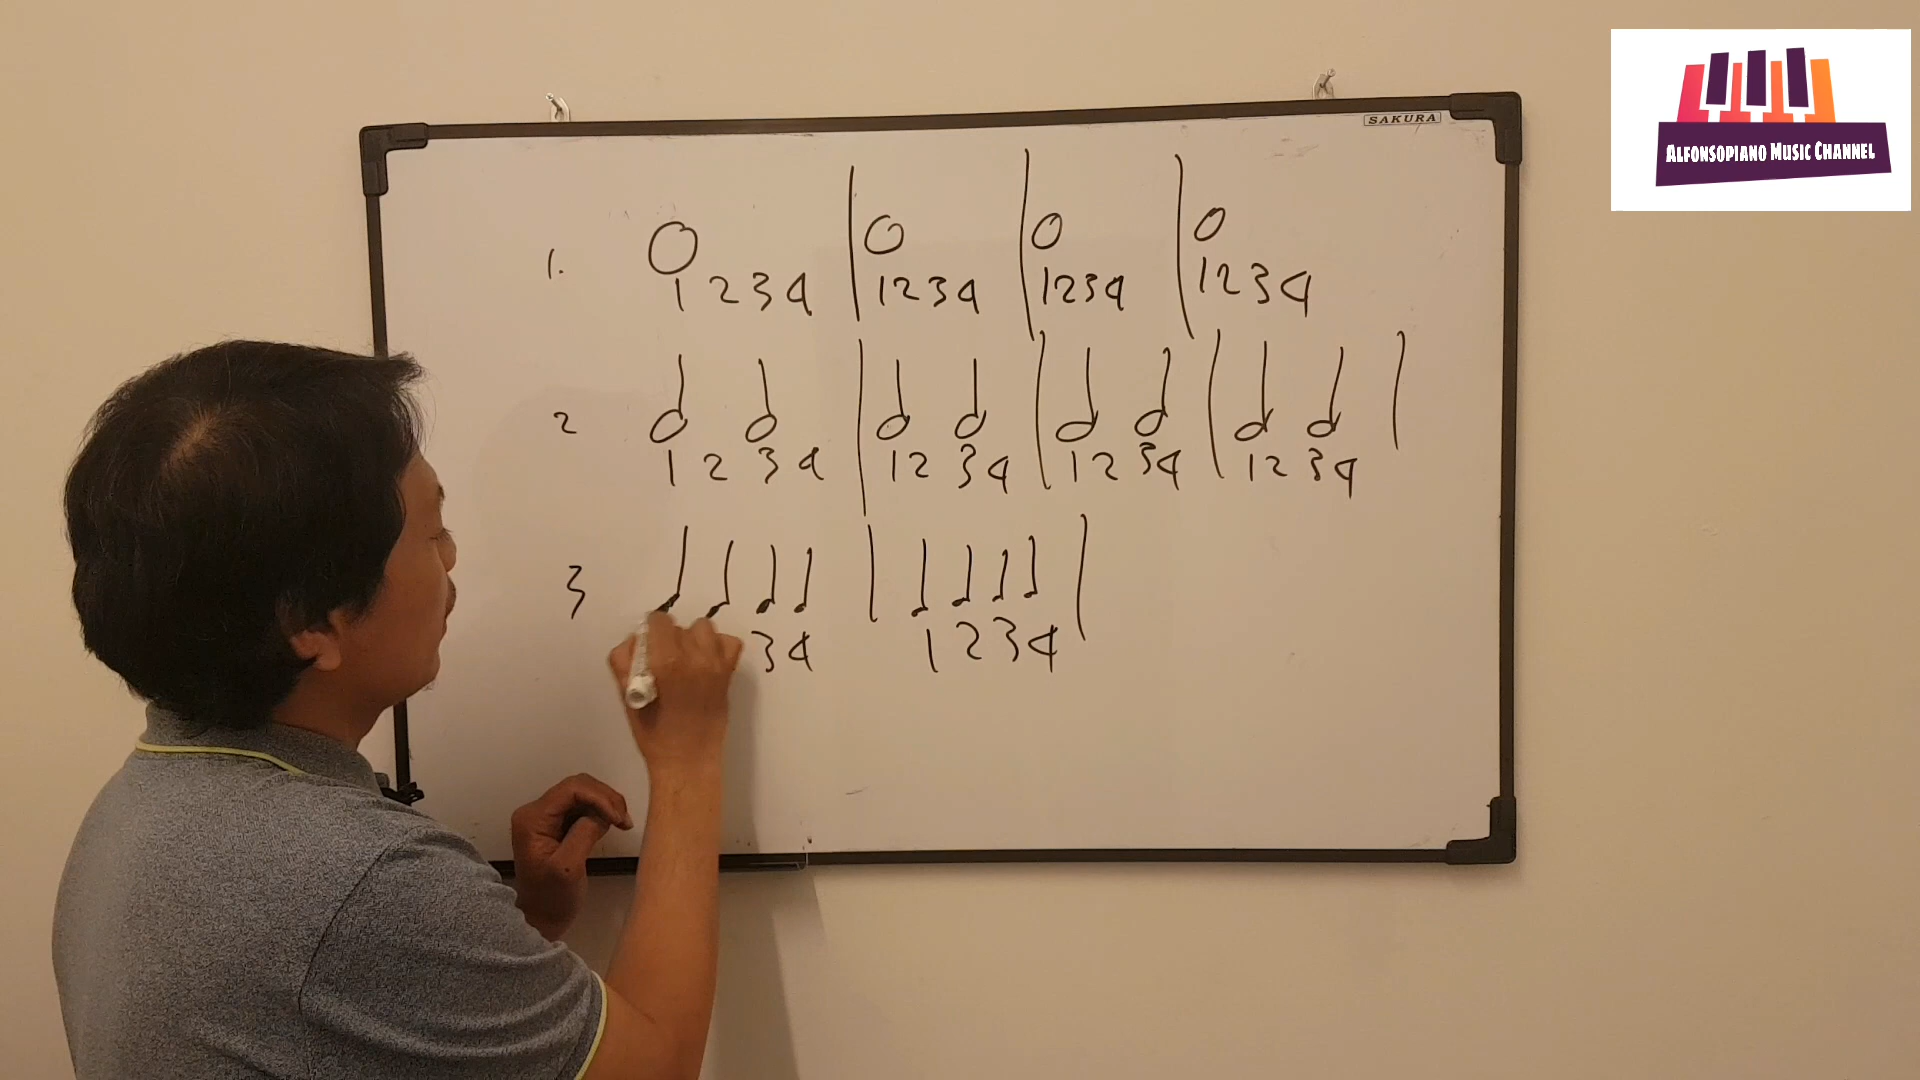 SAKURA
ALFONSOPIANO MUSIC CHANNEL
1.
1 2 3 4 | 1 2 3 4 | 1 2 3 4 | 1 2 3 4
2
1 2 3 4 | 1 2 3 4 | 1 2 3 4 | 1 2 3 4 |
3
3 4 | 1 2 3 4 |